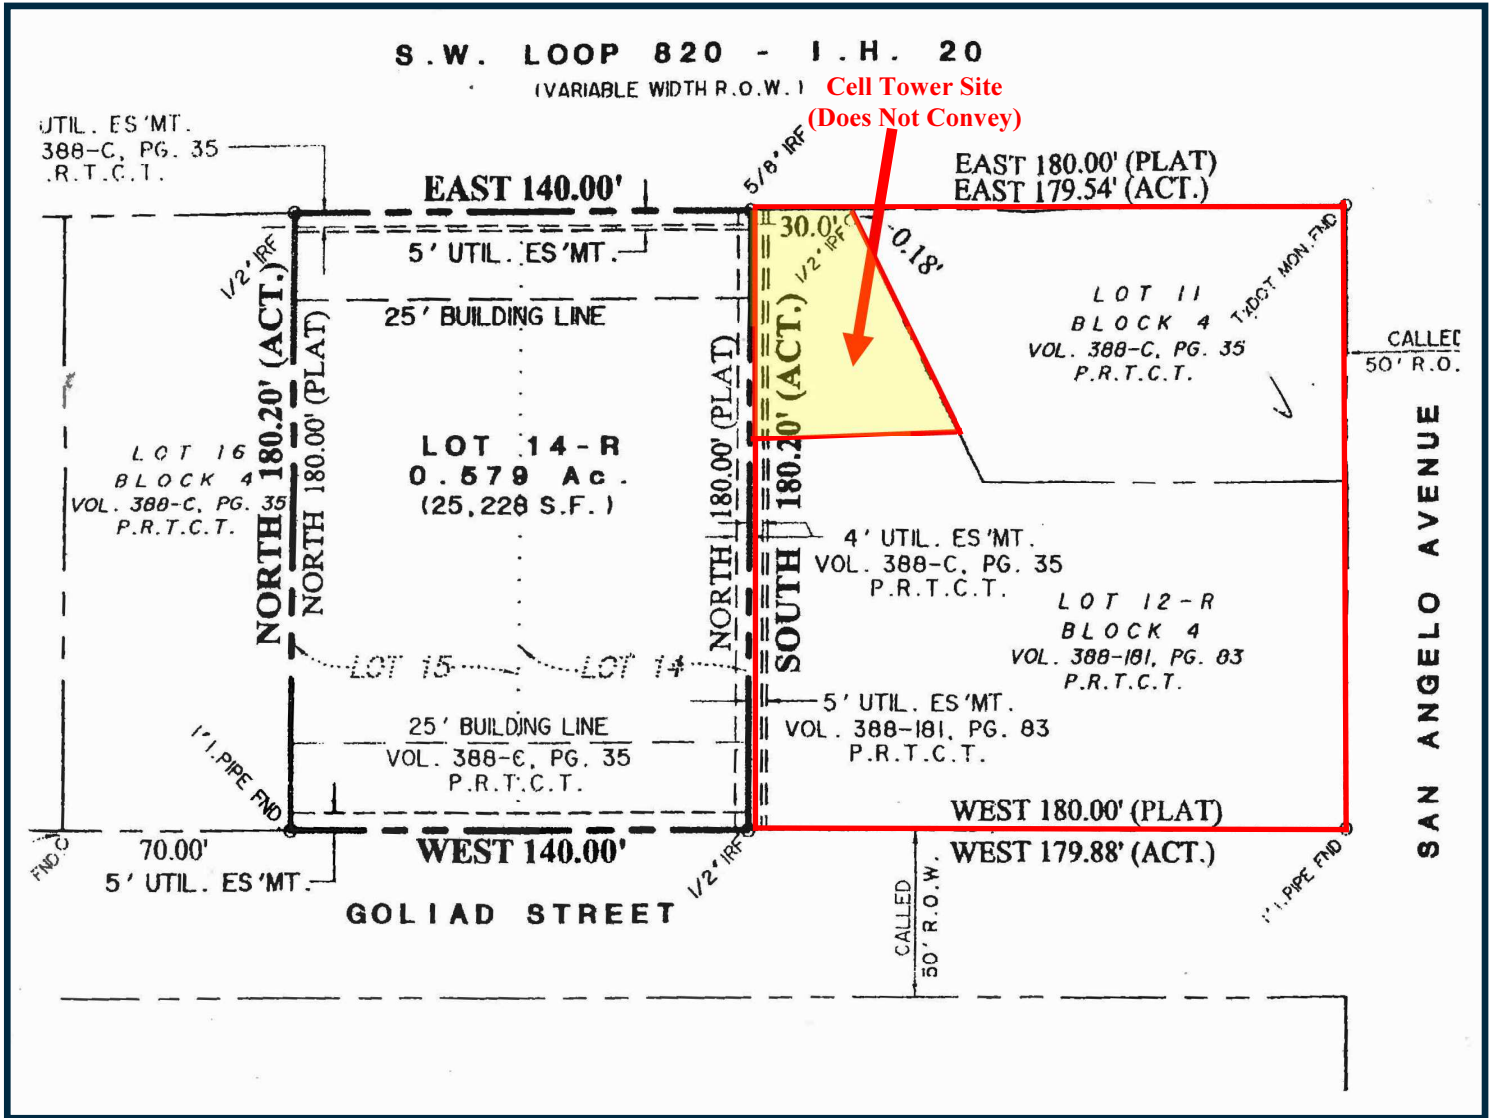 S.W. LOOP 820 - I.H. 20
(VARIABLE WIDTH R.O.W.)
Cell Tower Site
(Does Not Convey)
UTIL. ES'MT.
388-C, PG. 35
.R.T.C.T.
EAST 140.00'
5/8" IRF
EAST 180.00' (PLAT)
EAST 179.54' (ACT.)
1/2" IRF
5' UTIL. ES'MT.
30.0'
1/2" IRF
0.18'
TxDOT MON. FND
25' BUILDING LINE
LOT 11
BLOCK 4
VOL. 388-C, PG. 35
P.R.T.C.T.
CALLED
50' R.O.
NORTH 180.20' (ACT.)
NORTH 180.00' (PLAT)
LOT 16
BLOCK 4
VOL. 388-C, PG. 35
P.R.T.C.T.
LOT 14-R
0.579 Ac.
(25,228 S.F.)
NORTH 180.00' (PLAT)
SOUTH 180.20' (ACT.)
4' UTIL. ES'MT.
VOL. 388-C, PG. 35
P.R.T.C.T.
LOT 12-R
BLOCK 4
VOL. 388-181, PG. 83
P.R.T.C.T.
SAN ANGELO AVENUE
LOT 15
LOT 14
5' UTIL. ES'MT.
VOL. 388-181, PG. 83
P.R.T.C.T.
25' BUILDING LINE
VOL. 388-C, PG. 35
P.R.T.C.T.
1" I.PIPE FND
WEST 180.00' (PLAT)
WEST 179.88' (ACT.)
FND.
70.00'
WEST 140.00'
1/2" IRF
5' UTIL. ES'MT.
1" I.PIPE FND
GOLIAD STREET
CALLED
50' R.O.W.